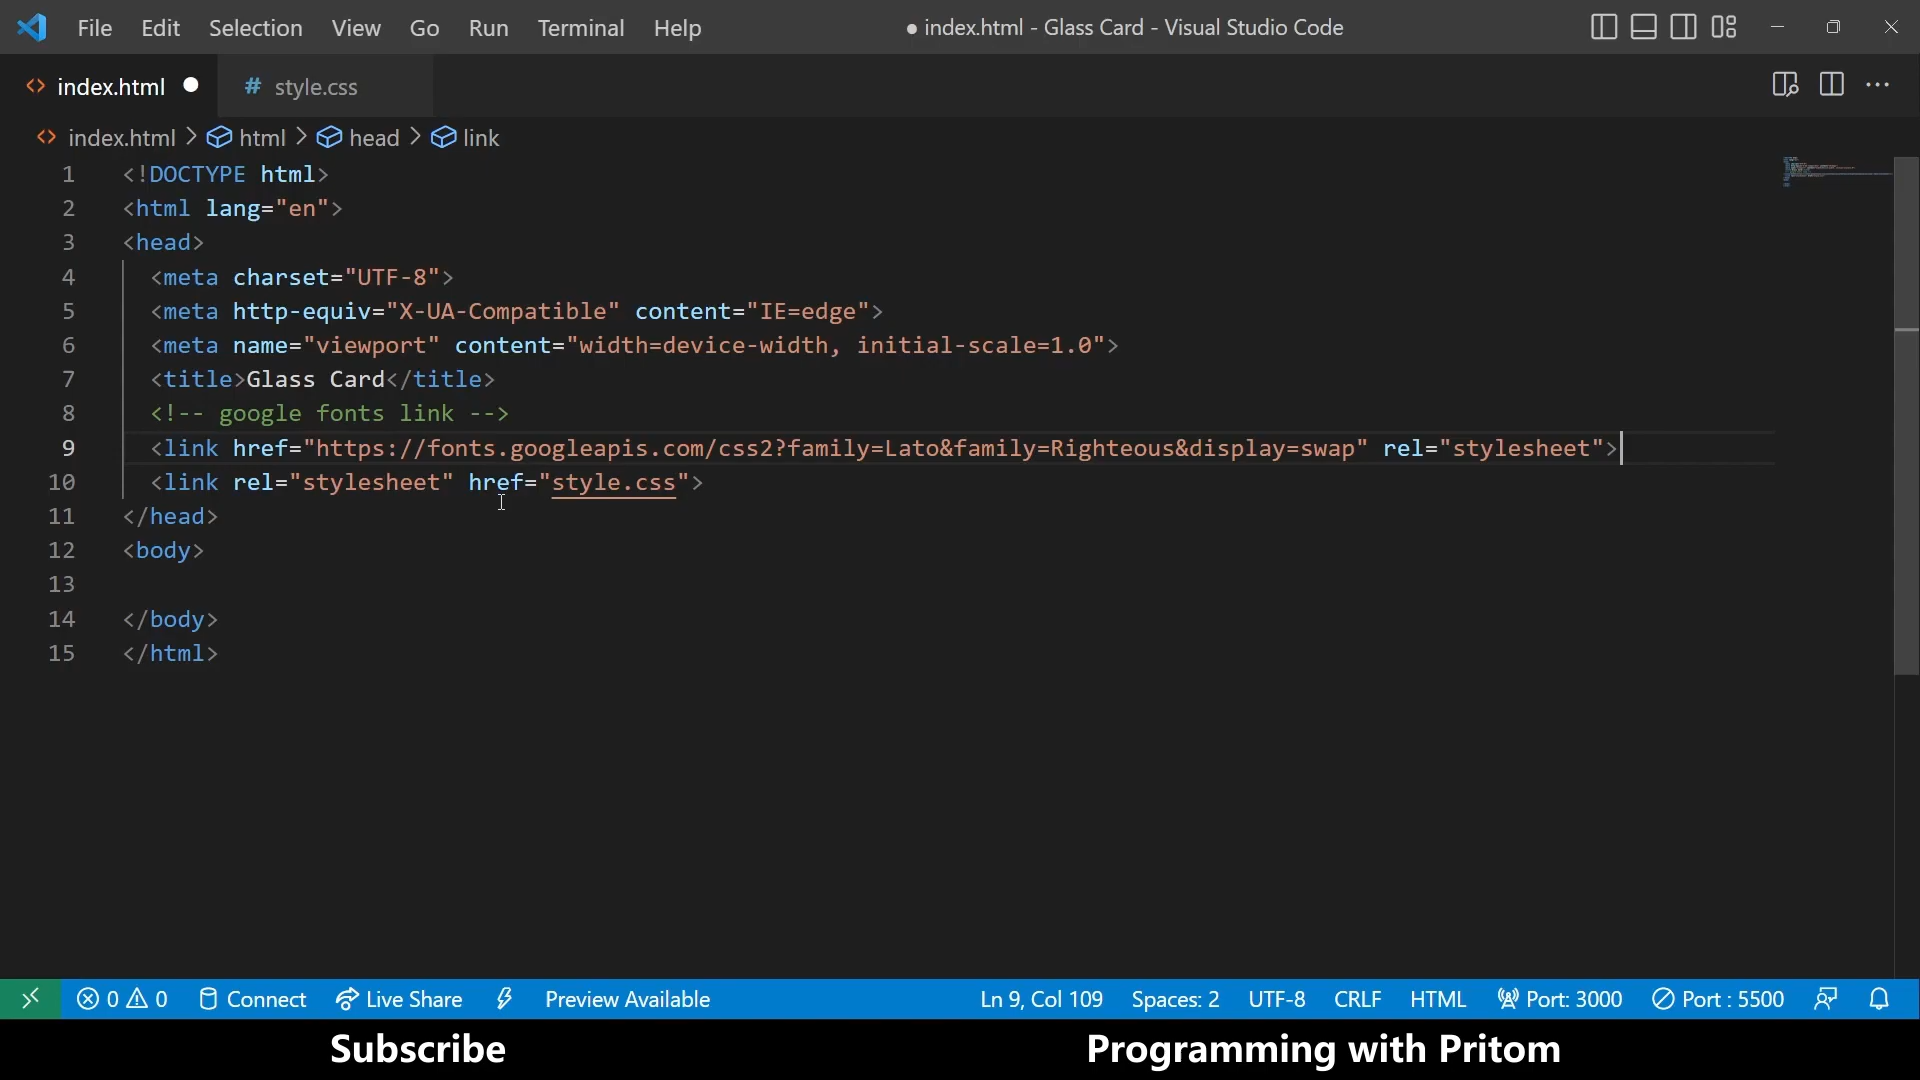 File Edit Selection View Go Run Terminal Help ● index.html - Glass Card - Visual Studio Code
<> index.html ● # style.css
<> index.html > html > head > link
1 <!DOCTYPE html>
2 <html lang="en">
3 <head>
4 <meta charset="UTF-8">
5 <meta http-equiv="X-UA-Compatible" content="IE=edge">
6 <meta name="viewport" content="width=device-width, initial-scale=1.0">
7 <title>Glass Card</title>
8 <!-- google fonts link -->
9 <link href="https://fonts.googleapis.com/css2?family=Lato&family=Righteous&display=swap" rel="stylesheet">
10 <link rel="stylesheet" href="style.css">
11 </head>
12 <body>
13
14 </body>
15 </html>
0 0 Connect Live Share Preview Available Ln 9, Col 109 Spaces: 2 UTF-8 CRLF HTML Port: 3000 Port : 5500
Subscribe Programming with Pritom